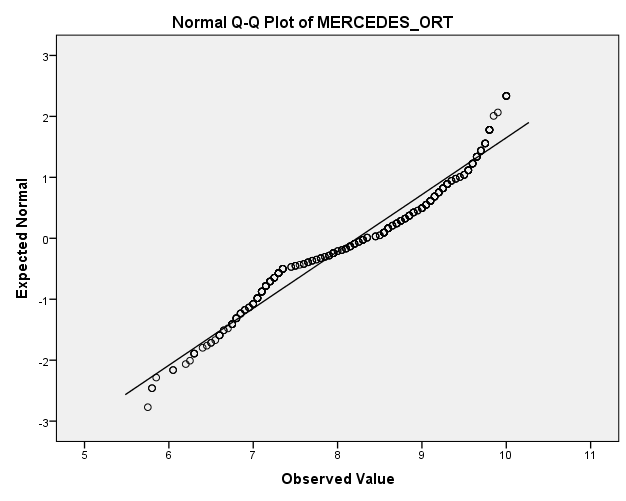 Normal Q-Q Plot of MERCEDES_ORT
3
2
1
0
-1
-2
-3
Expected Normal
5 6 7 8 9 10 11
Observed Value